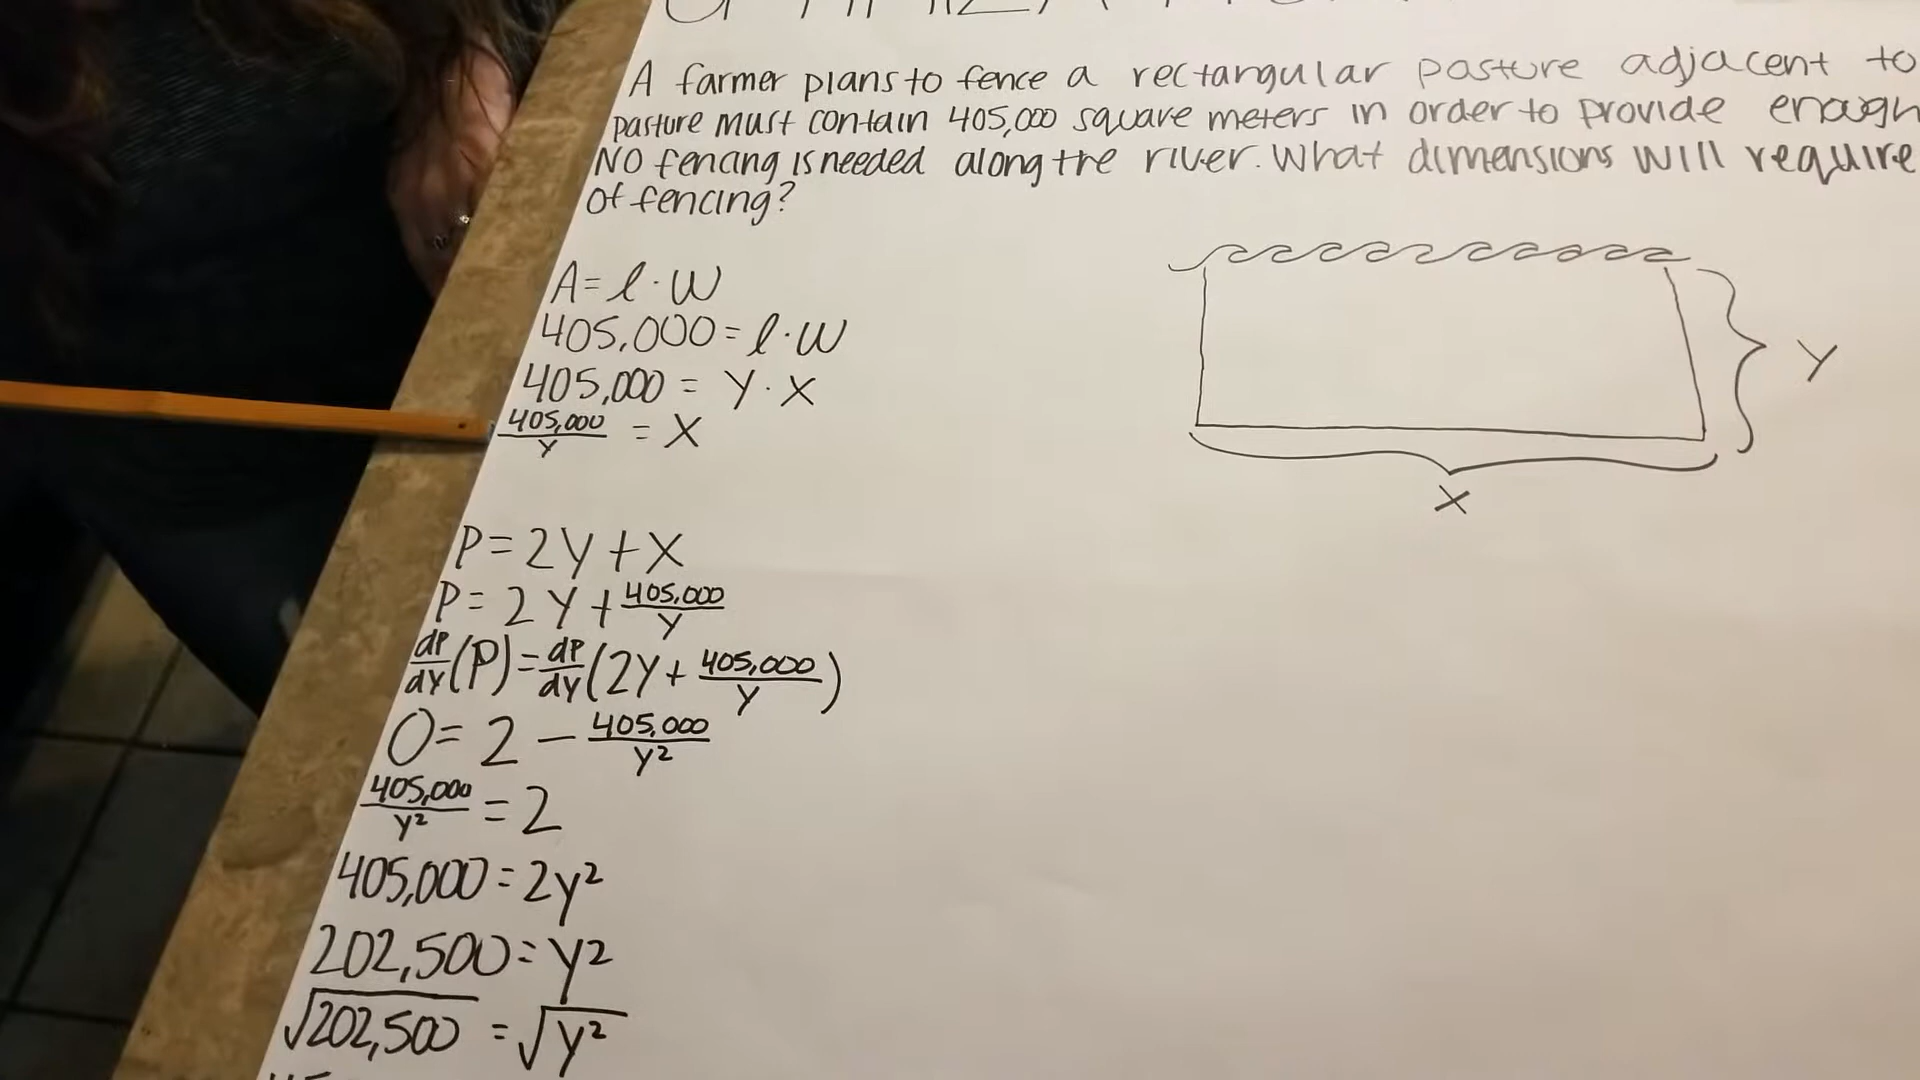 A farmer plans to fence a rectangular pasture adjacent to
pasture must contain 405,000 square meters in order to provide enough
NO fencing is needed along the river. What dimensions will require
of fencing?
A = l · W
405,000 = l · W
405,000 = Y · X
405,000/Y = X
P = 2Y + X
P = 2Y + 405,000/Y
dP/dY (P) = dP/dY (2Y + 405,000/Y)
0 = 2 - 405,000/Y²
405,000/Y² = 2
405,000 = 2y²
202,500 = y²
√202,500 = √y²
Y
X